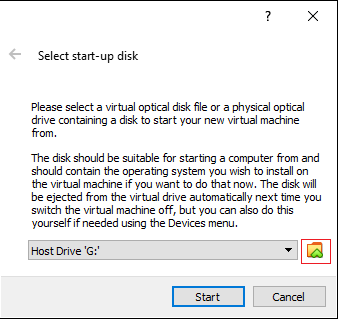 ?
Select start-up disk
Please select a virtual optical disk file or a physical optical
drive containing a disk to start your new virtual machine
from.
The disk should be suitable for starting a computer from and
should contain the operating system you wish to install on
the virtual machine if you want to do that now. The disk will
be ejected from the virtual drive automatically next time you
switch the virtual machine off, but you can also do this
yourself if needed using the Devices menu.
Host Drive 'G:'
Start Cancel